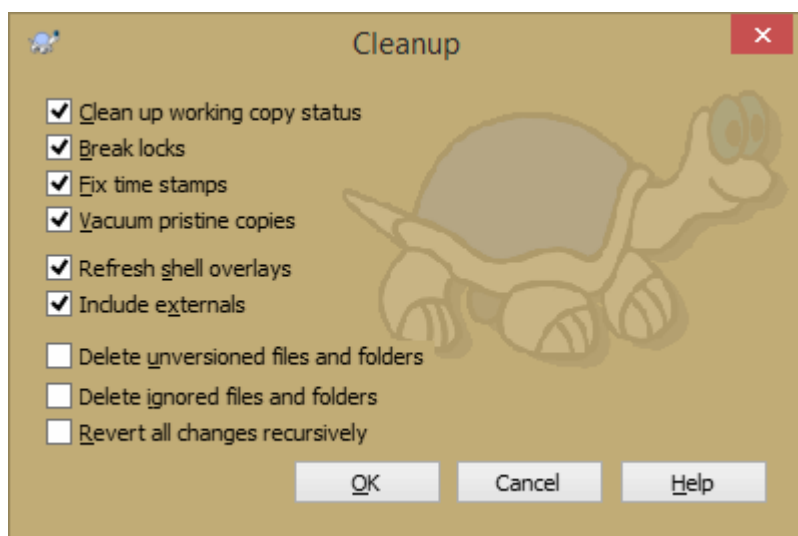 Cleanup
Clean up working copy status
Break locks
Fix time stamps
Vacuum pristine copies
Refresh shell overlays
Include externals
Delete unversioned files and folders
Delete ignored files and folders
Revert all changes recursively
OK Cancel Help